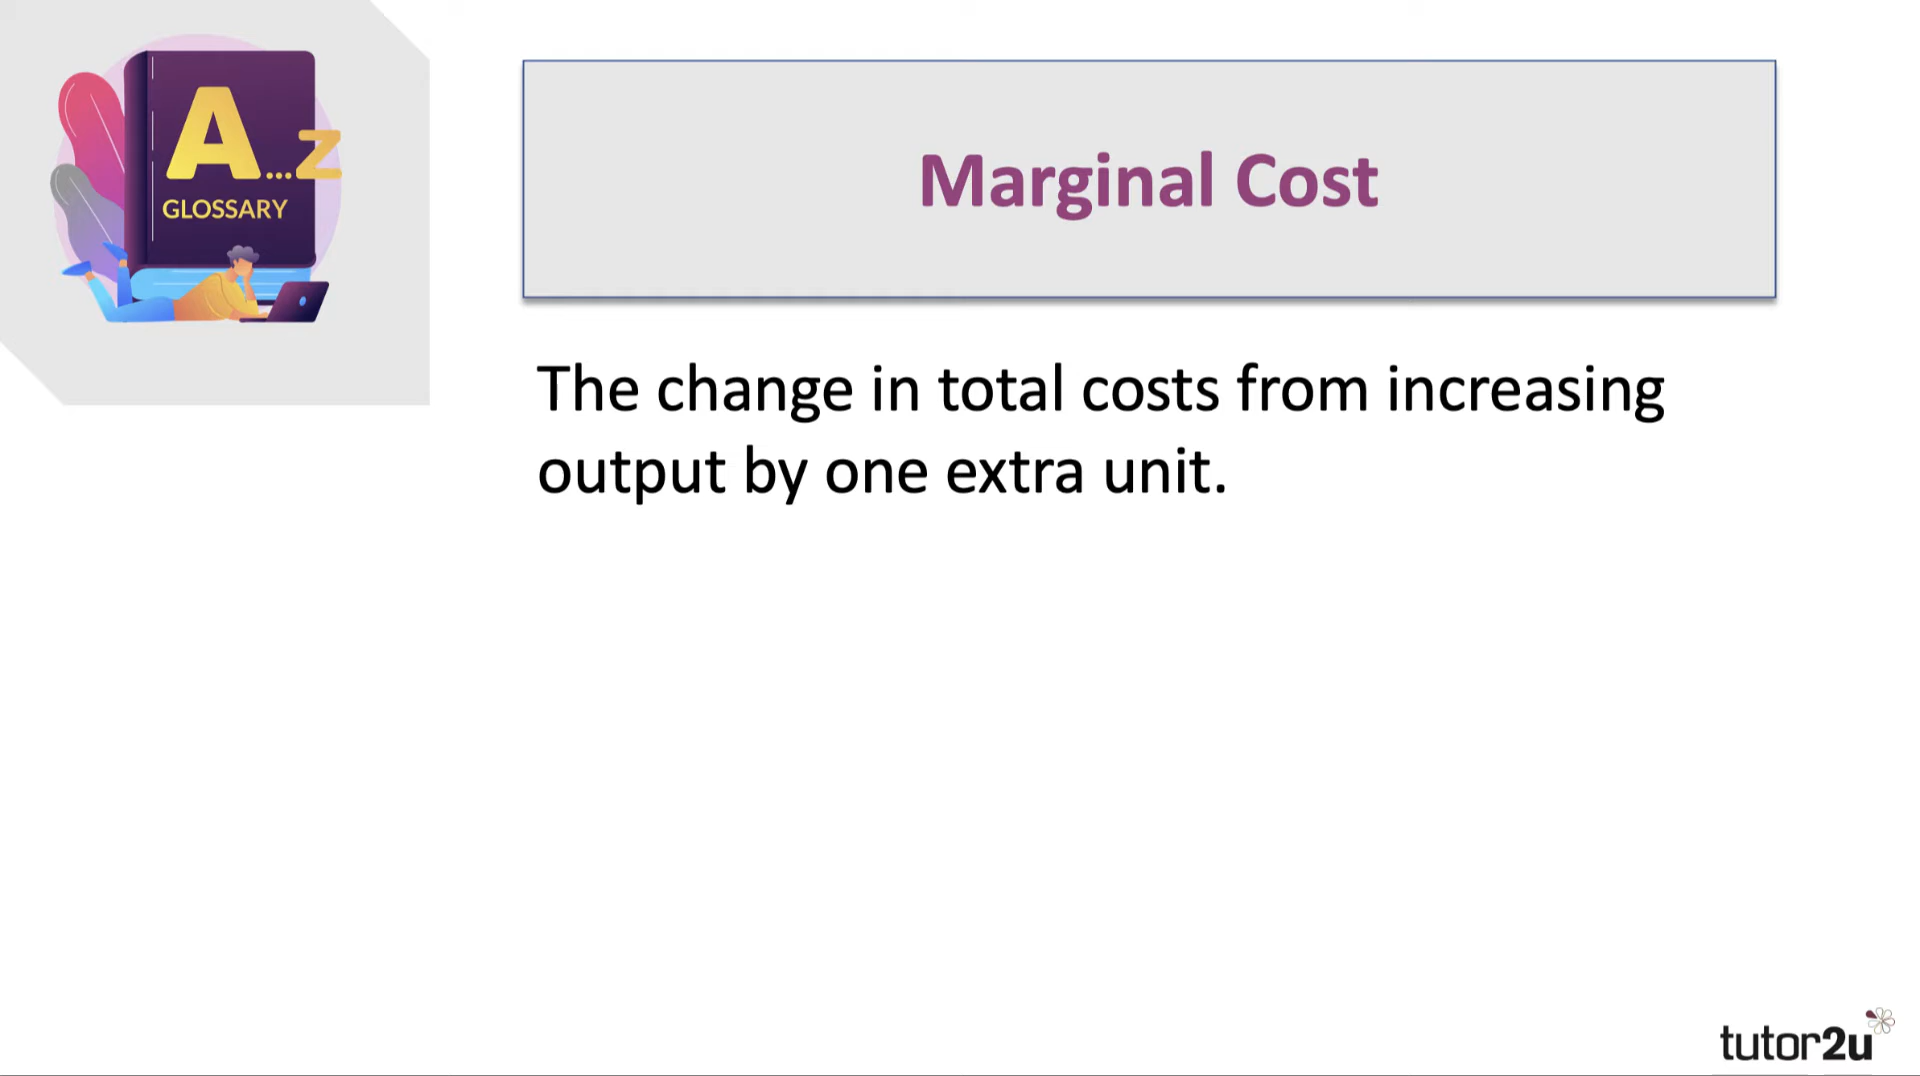 A...Z
GLOSSARY
Marginal Cost
The change in total costs from increasing
output by one extra unit.
tutor2u